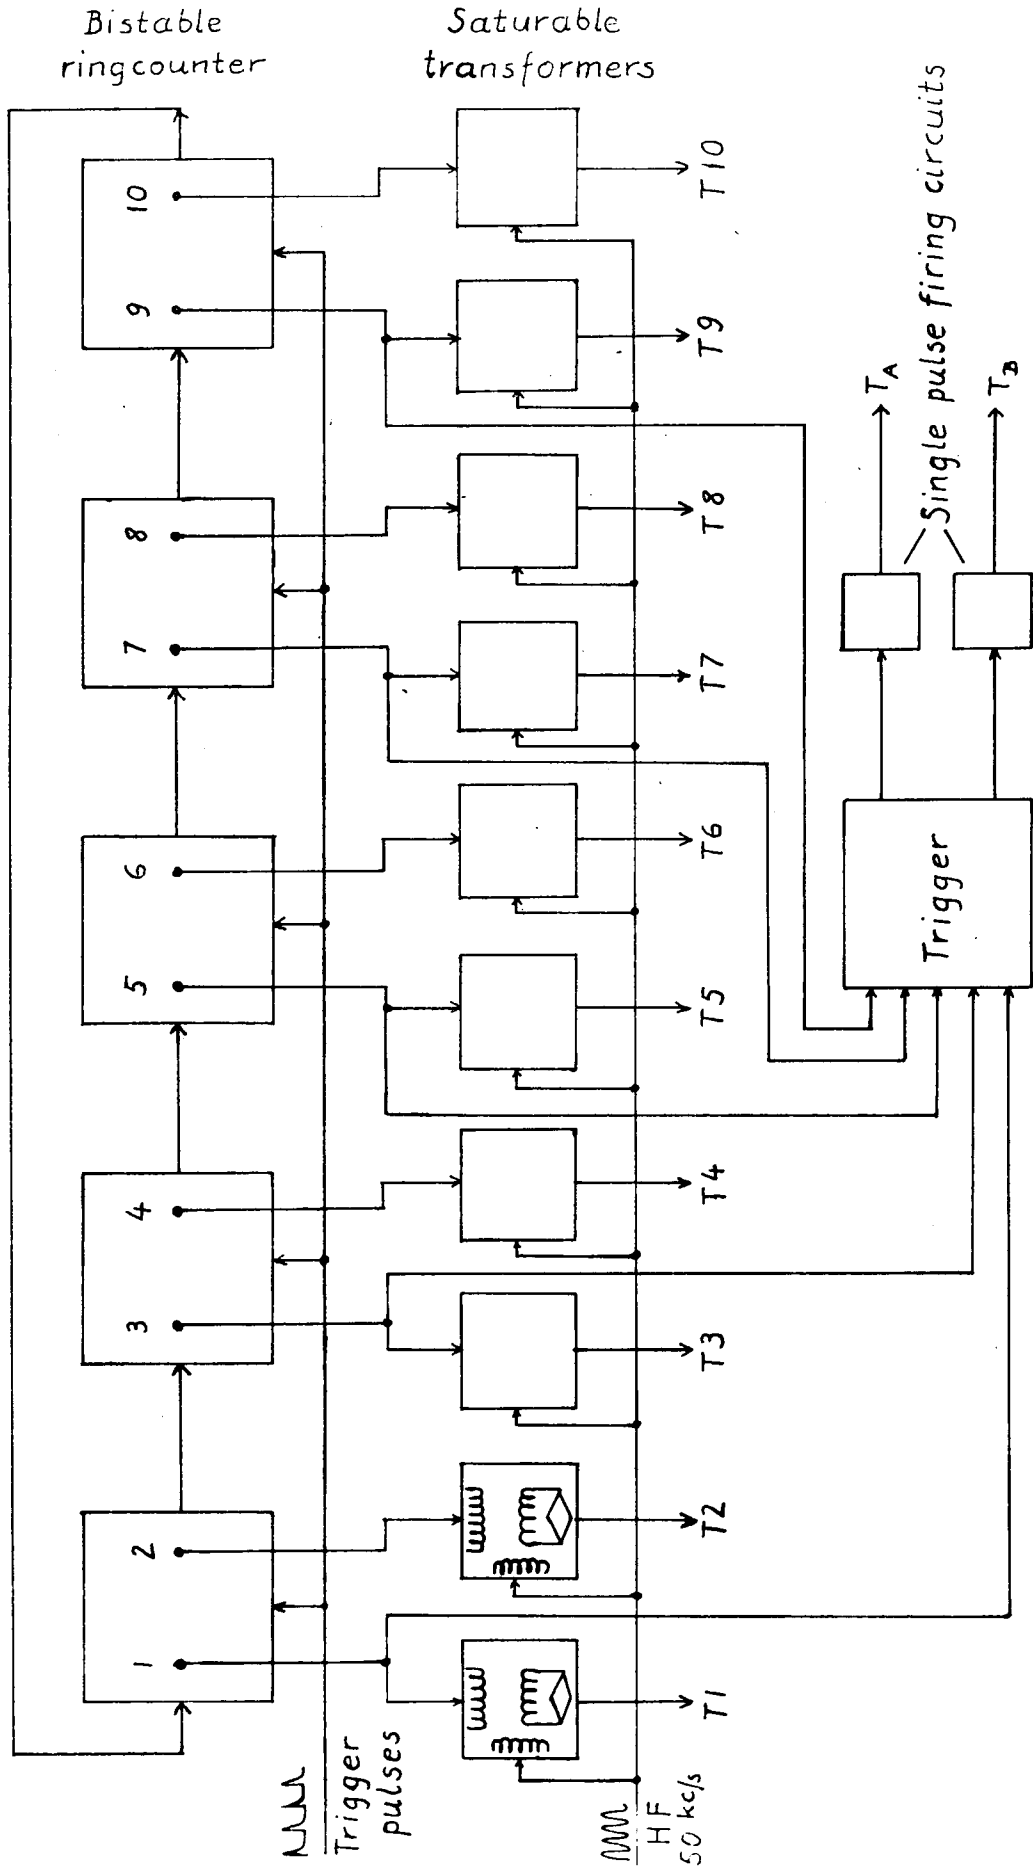 Bistable
ringcounter
Saturable
transformers
1
2
3
4
5
6
7
8
9
10
Trigger
pulses
HF
50 kc/s
T1
T2
T3
T4
T5
T6
T7
T8
T9
T10
Trigger
TA
TB
Single pulse firing circuits